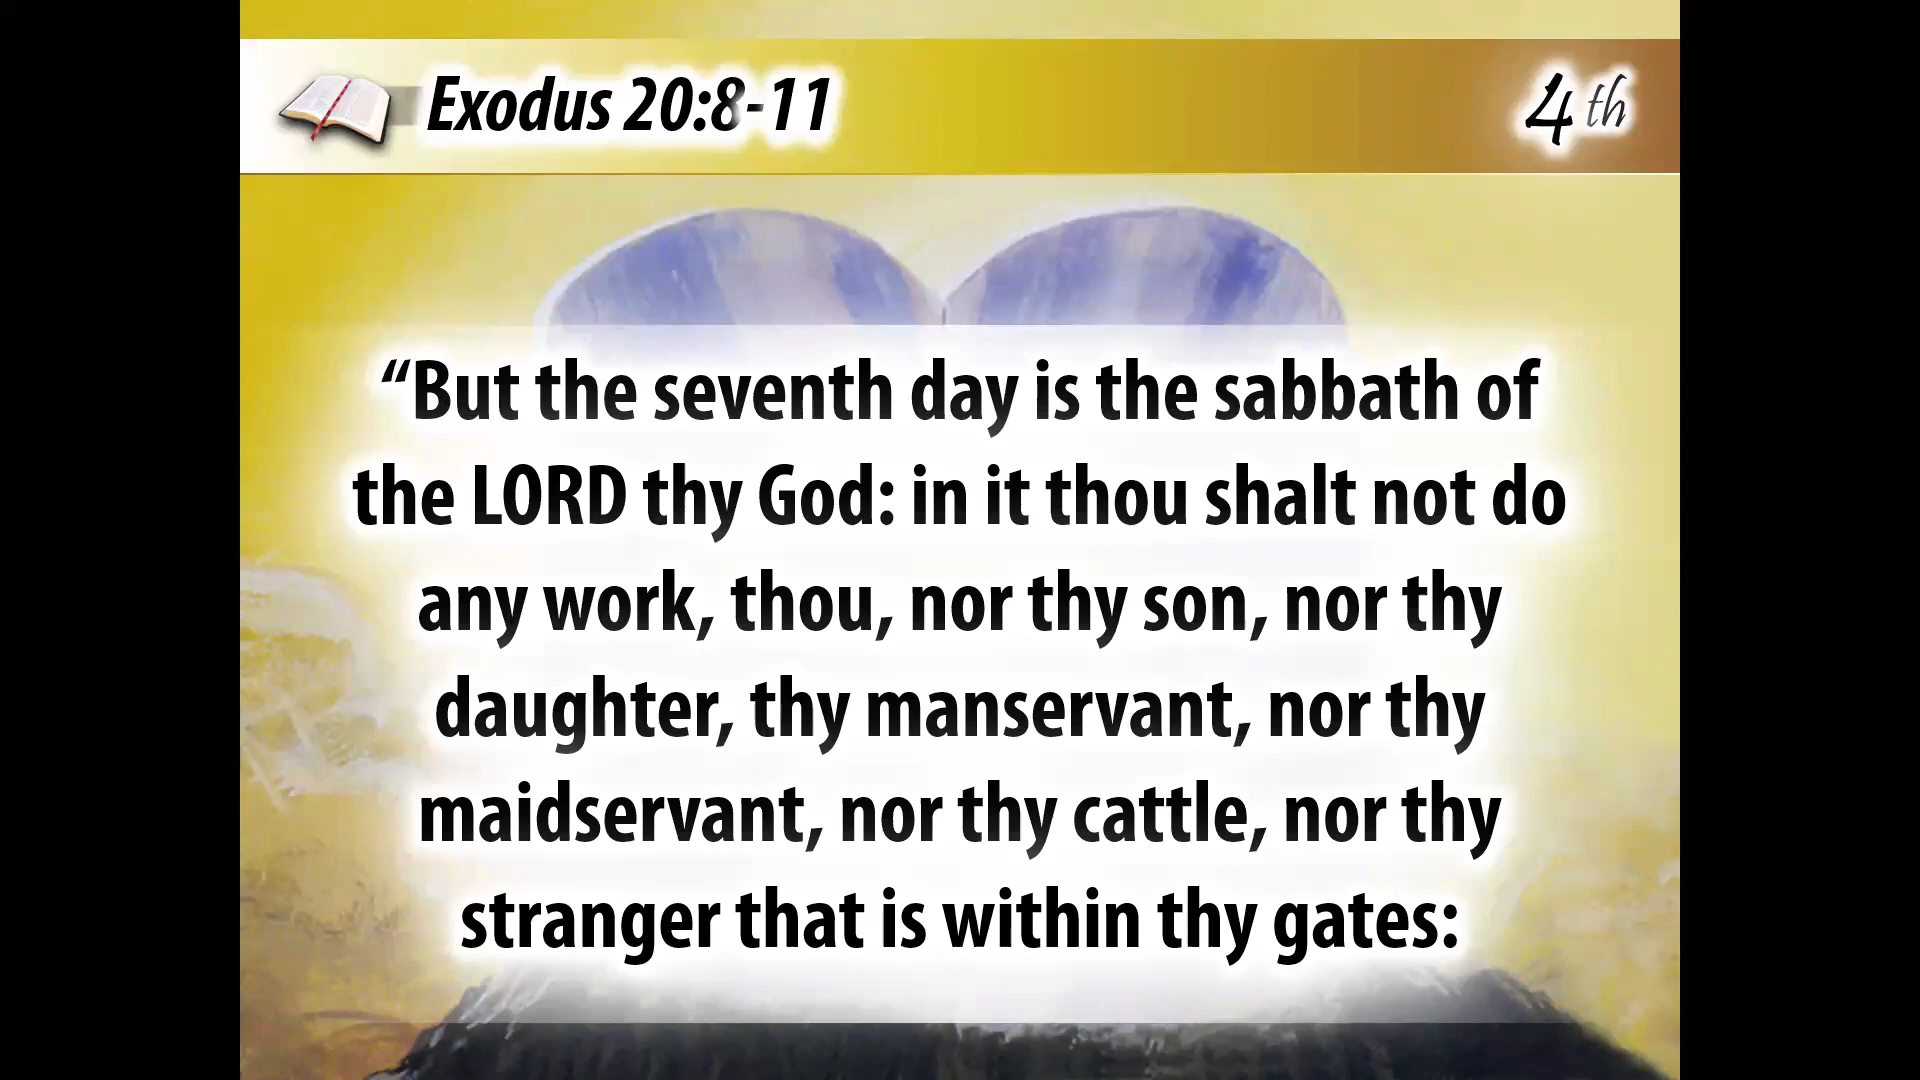 Exodus 20:8-11
4th
“But the seventh day is the sabbath of
the LORD thy God: in it thou shalt not do
any work, thou, nor thy son, nor thy
daughter, thy manservant, nor thy
maidservant, nor thy cattle, nor thy
stranger that is within thy gates: